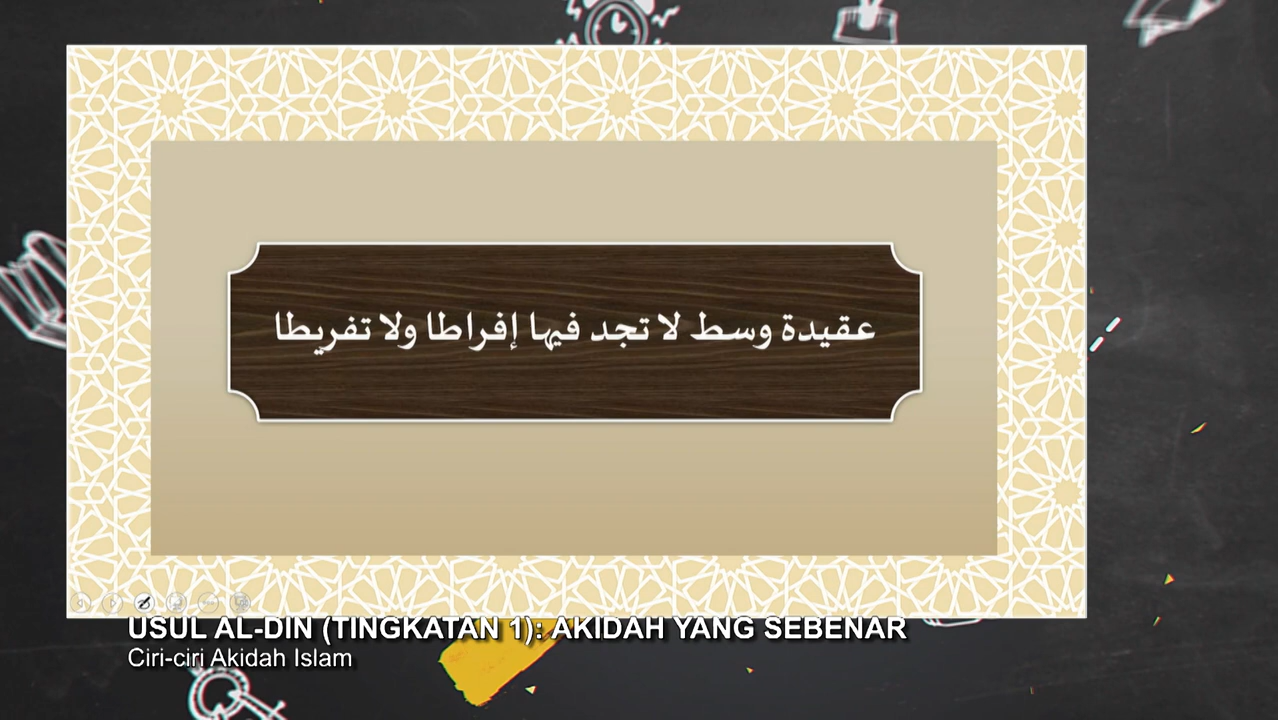 عقيدة وسط لا تجد فيها إفراطا ولا تفريطا
USUL AL-DIN (TINGKATAN 1): AKIDAH YANG SEBENAR
Ciri-ciri Akidah Islam